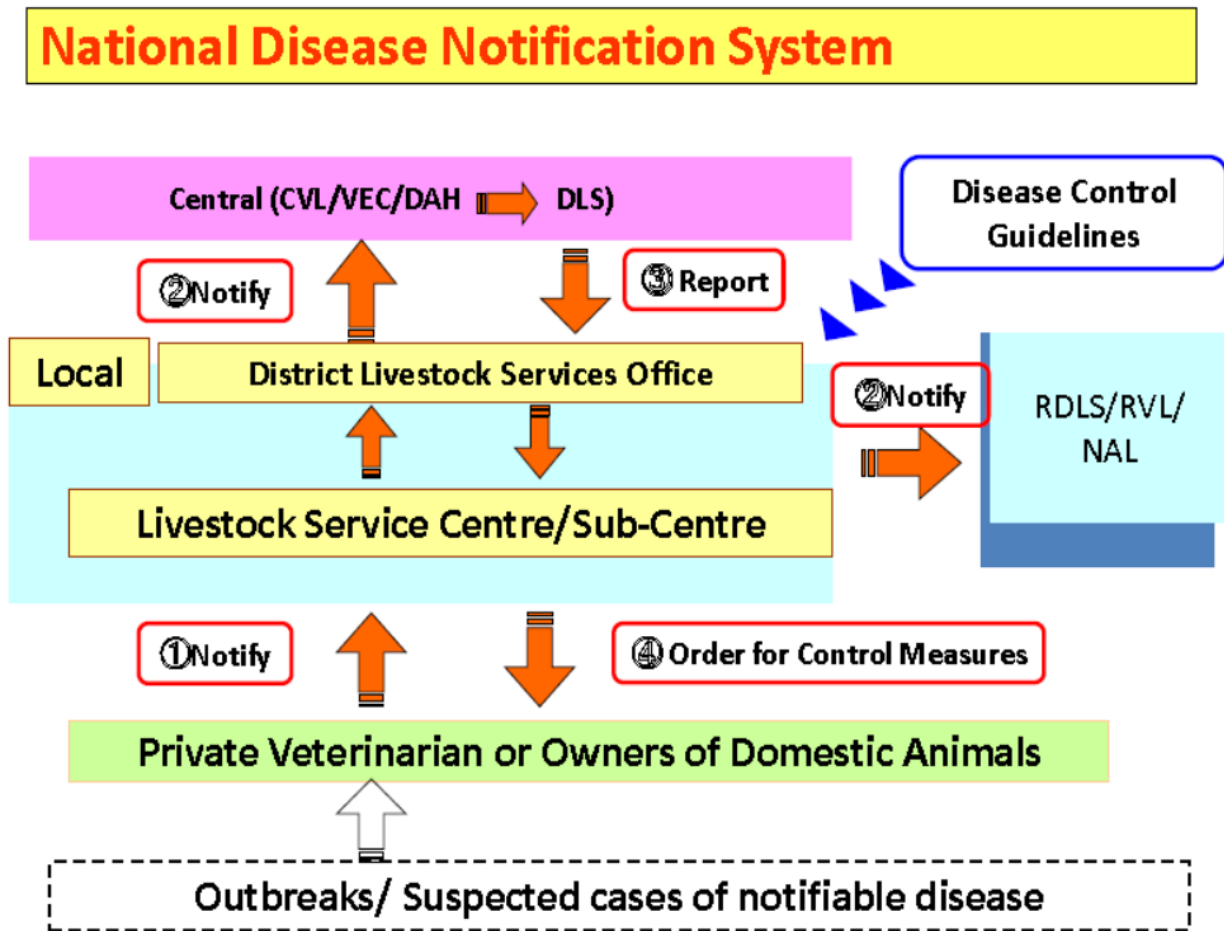 National Disease Notification System
Central (CVL/VEC/DAH DLS)
Disease Control
Guidelines
②Notify
③ Report
Local
District Livestock Services Office
②Notify
RDLS/RVL/
NAL
Livestock Service Centre/Sub-Centre
①Notify
④ Order for Control Measures
Private Veterinarian or Owners of Domestic Animals
Outbreaks/ Suspected cases of notifiable disease